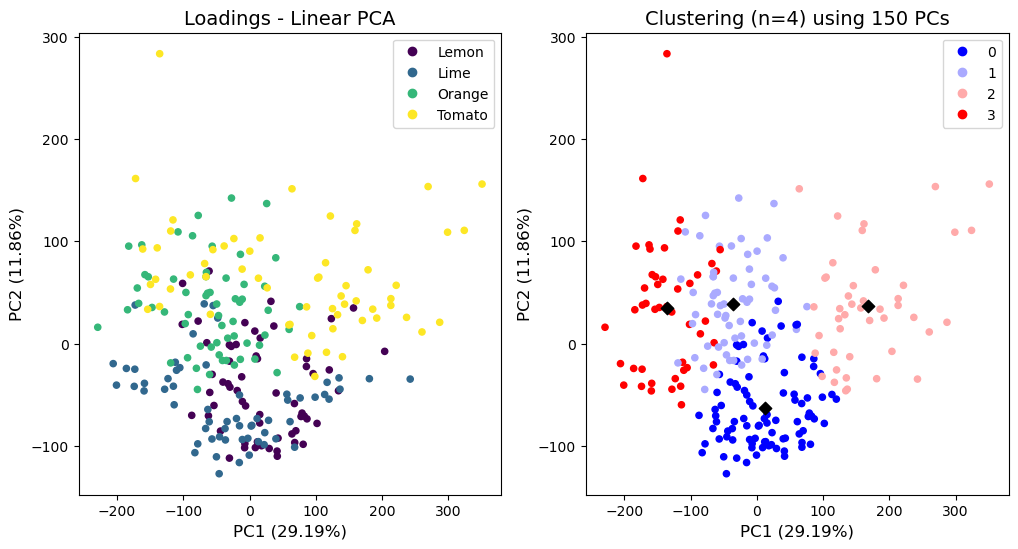 Loadings - Linear PCA
300
200
100
0
−100
PC2 (11.86%)
−200
−100
0
100
200
300
PC1 (29.19%)
Lemon
Lime
Orange
Tomato
Clustering (n=4) using 150 PCs
300
200
100
0
−100
PC2 (11.86%)
−200
−100
0
100
200
300
PC1 (29.19%)
0
1
2
3